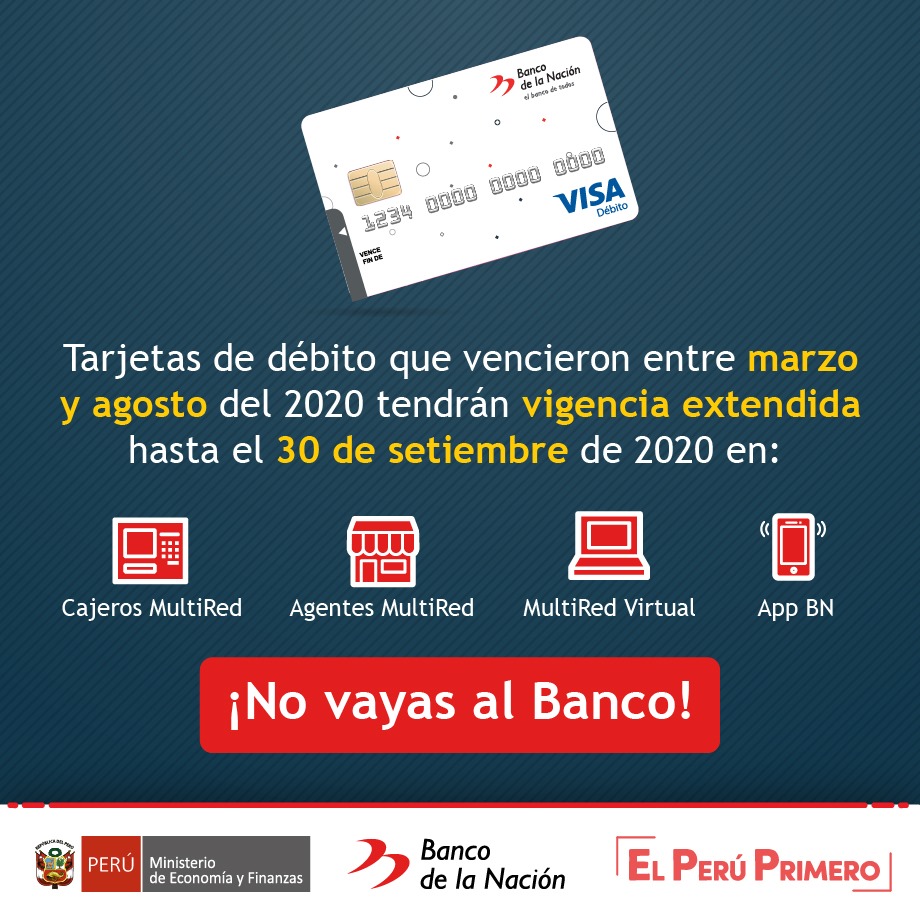 Banco
de la Nación
el banco de todos
1234 0000 0000 0000
VISA
Débito
VENCE
FIN DE
Tarjetas de débito que vencieron entre marzo
y agosto del 2020 tendrán vigencia extendida
hasta el 30 de setiembre de 2020 en:
Cajeros MultiRed
Agentes MultiRed
MultiRed Virtual
App BN
¡No vayas al Banco!
REPÚBLICA DEL PERÚ
PERÚ
Ministerio
de Economía y Finanzas
Banco
de la Nación
EL PERÚ PRIMERO